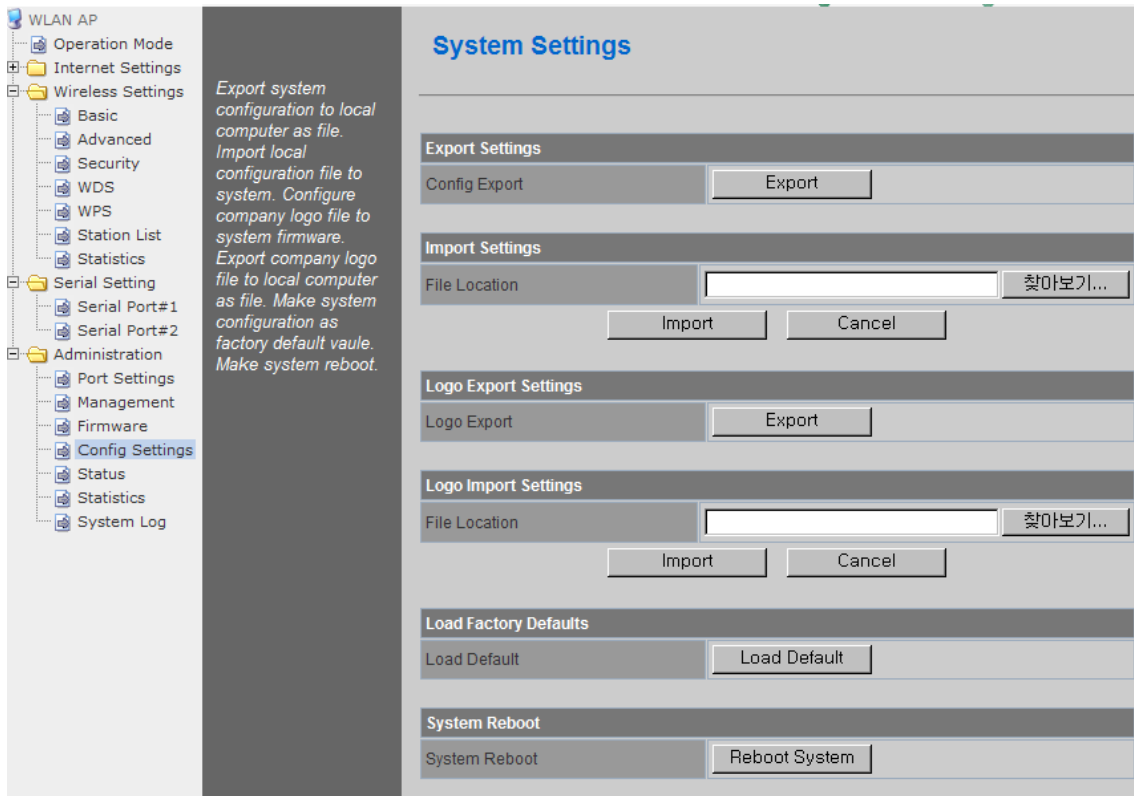 WLAN AP
Operation Mode
Internet Settings
Wireless Settings
Basic
Advanced
Security
WDS
WPS
Station List
Statistics
Serial Setting
Serial Port#1
Serial Port#2
Administration
Port Settings
Management
Firmware
Config Settings
Status
Statistics
System Log
Export system
configuration to local
computer as file.
Import local
configuration file to
system. Configure
company logo file to
system firmware.
Export company logo
file to local computer
as file. Make system
configuration as
factory default vaule.
Make system reboot.
System Settings
Export Settings
Config Export Export
Import Settings
File Location 찾아보기...
Import Cancel
Logo Export Settings
Logo Export Export
Logo Import Settings
File Location 찾아보기...
Import Cancel
Load Factory Defaults
Load Default Load Default
System Reboot
System Reboot Reboot System